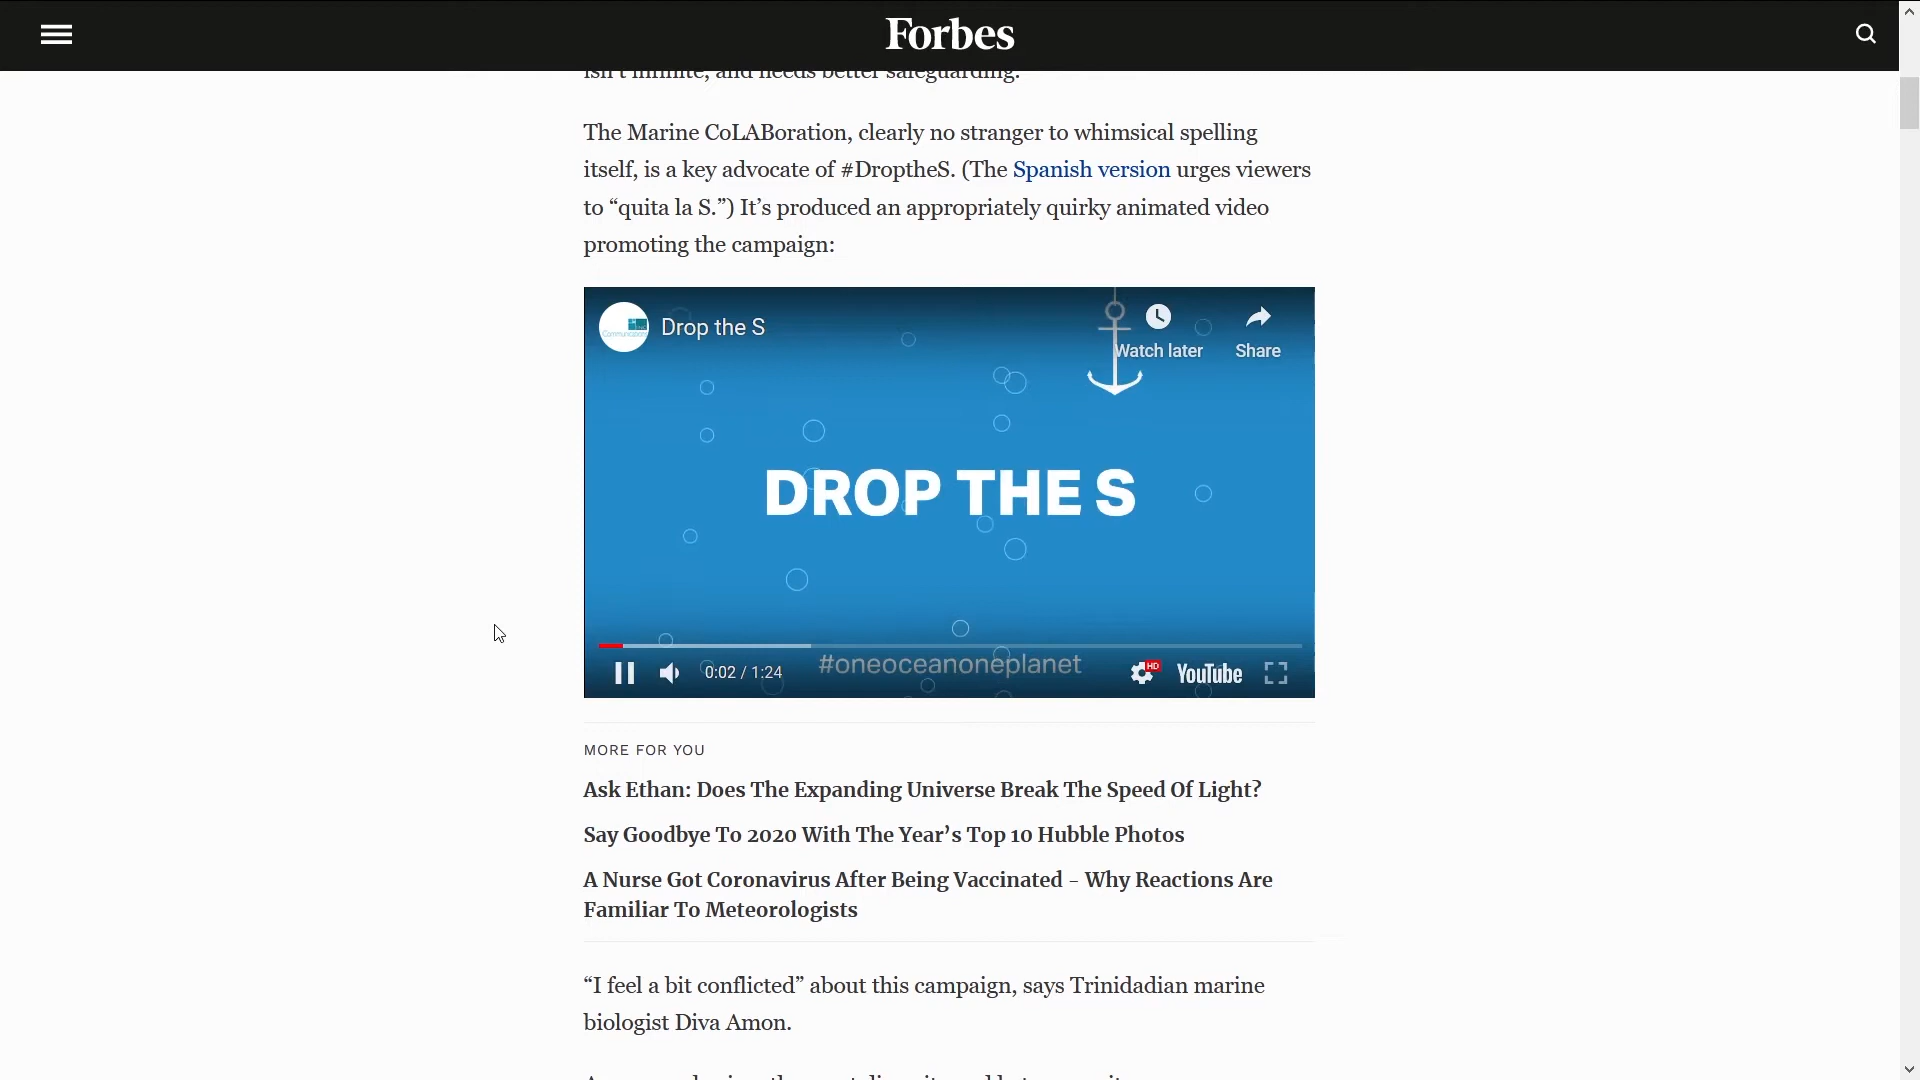 Forbes
isn't infinite, and needs better safeguarding.
The Marine CoLABoration, clearly no stranger to whimsical spelling
itself, is a key advocate of #DroptheS. (The Spanish version urges viewers
to “quita la S.”) It’s produced an appropriately quirky animated video
promoting the campaign:
Drop the S
Watch later
Share
DROP THE S
#oneoceanoneplanet
0:02 / 1:24
HD
YouTube
MORE FOR YOU
Ask Ethan: Does The Expanding Universe Break The Speed Of Light?
Say Goodbye To 2020 With The Year’s Top 10 Hubble Photos
A Nurse Got Coronavirus After Being Vaccinated – Why Reactions Are
Familiar To Meteorologists
“I feel a bit conflicted” about this campaign, says Trinidadian marine
biologist Diva Amon.